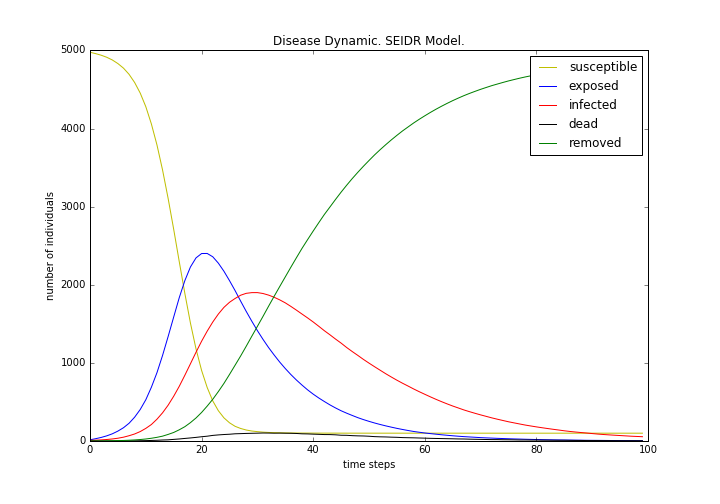 Disease Dynamic. SEIDR Model.
5000
4000
3000
2000
1000
0
number of individuals
susceptible
exposed
infected
dead
removed
0 20 40 60 80 100
time steps